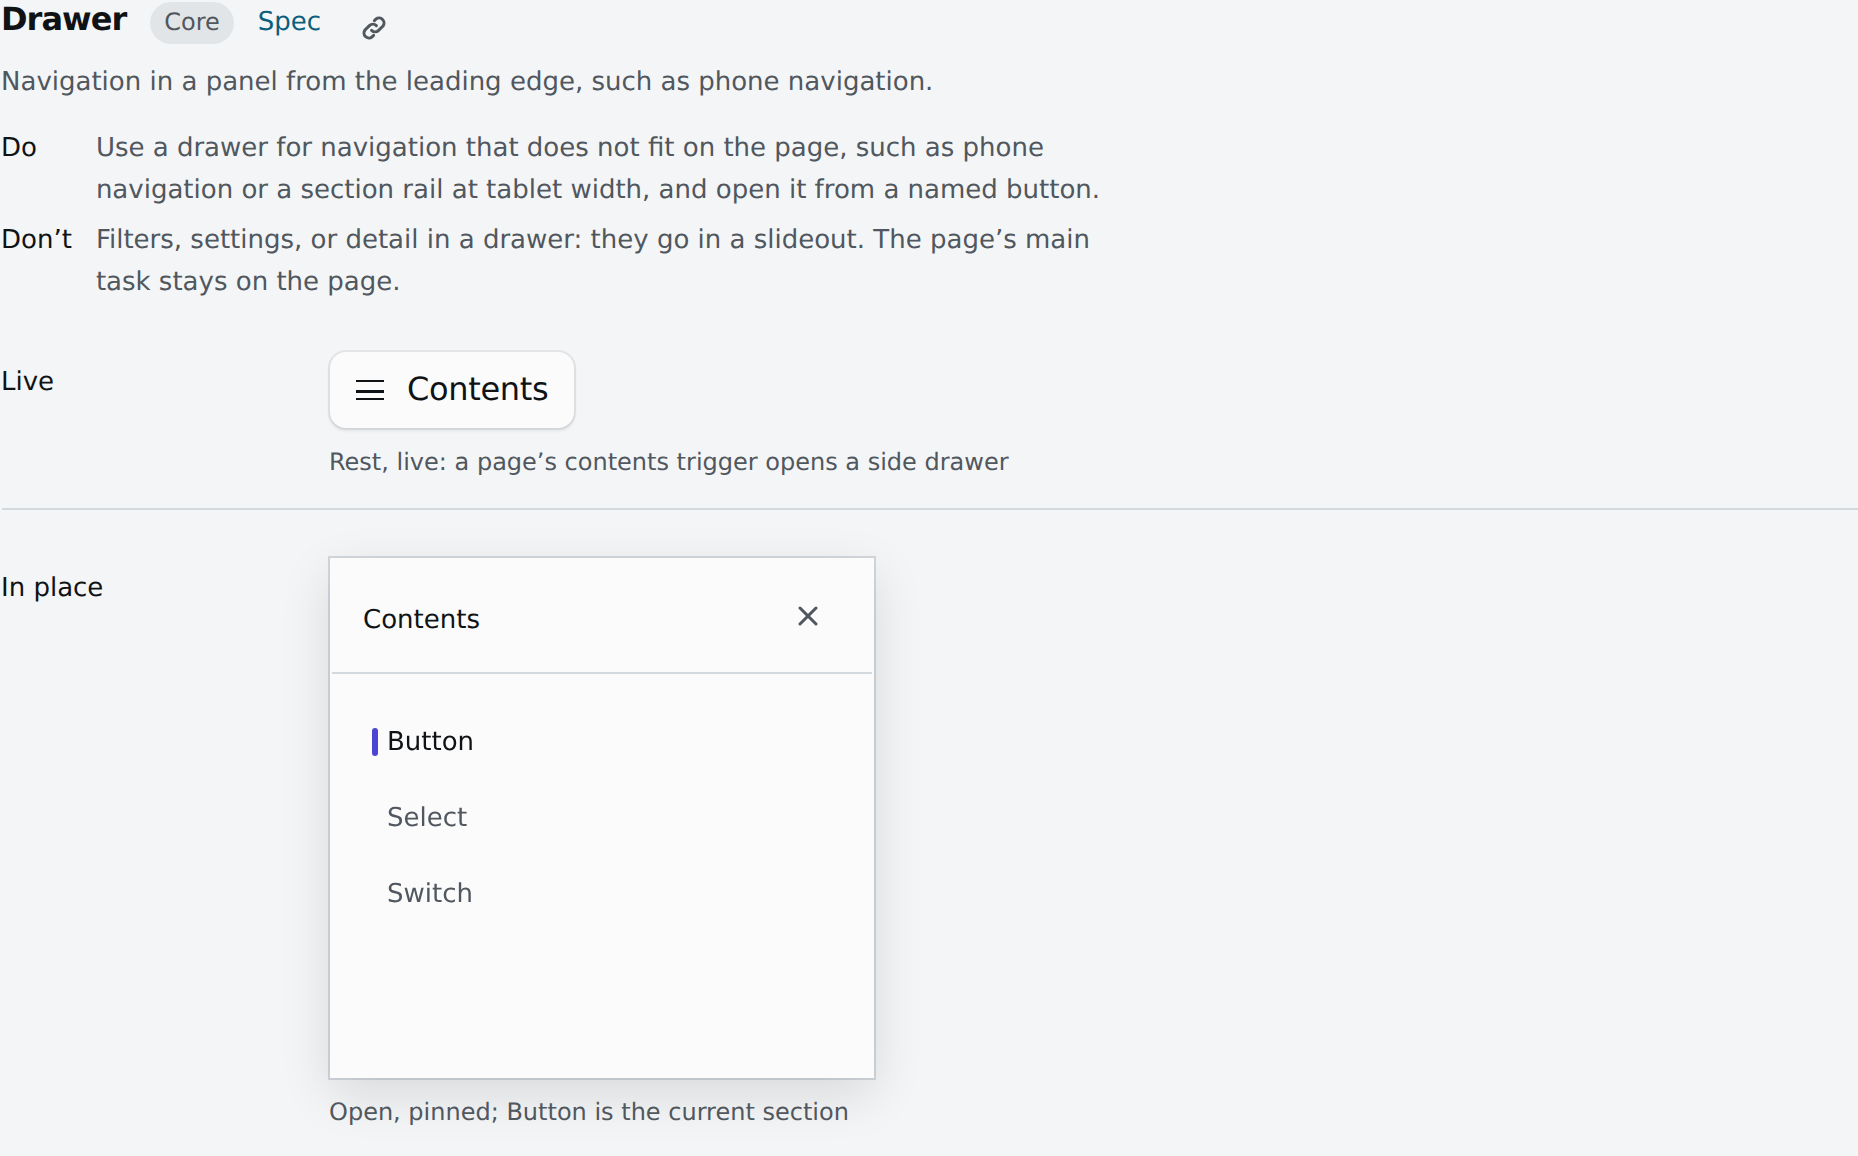 Drawer Core Spec
Navigation in a panel from the leading edge, such as phone navigation.
Do Use a drawer for navigation that does not fit on the page, such as phone
navigation or a section rail at tablet width, and open it from a named button.
Don’t Filters, settings, or detail in a drawer: they go in a slideout. The page’s main
task stays on the page.
Live
Contents
Rest, live: a page’s contents trigger opens a side drawer
In place
Contents
Button
Select
Switch
Open, pinned; Button is the current section